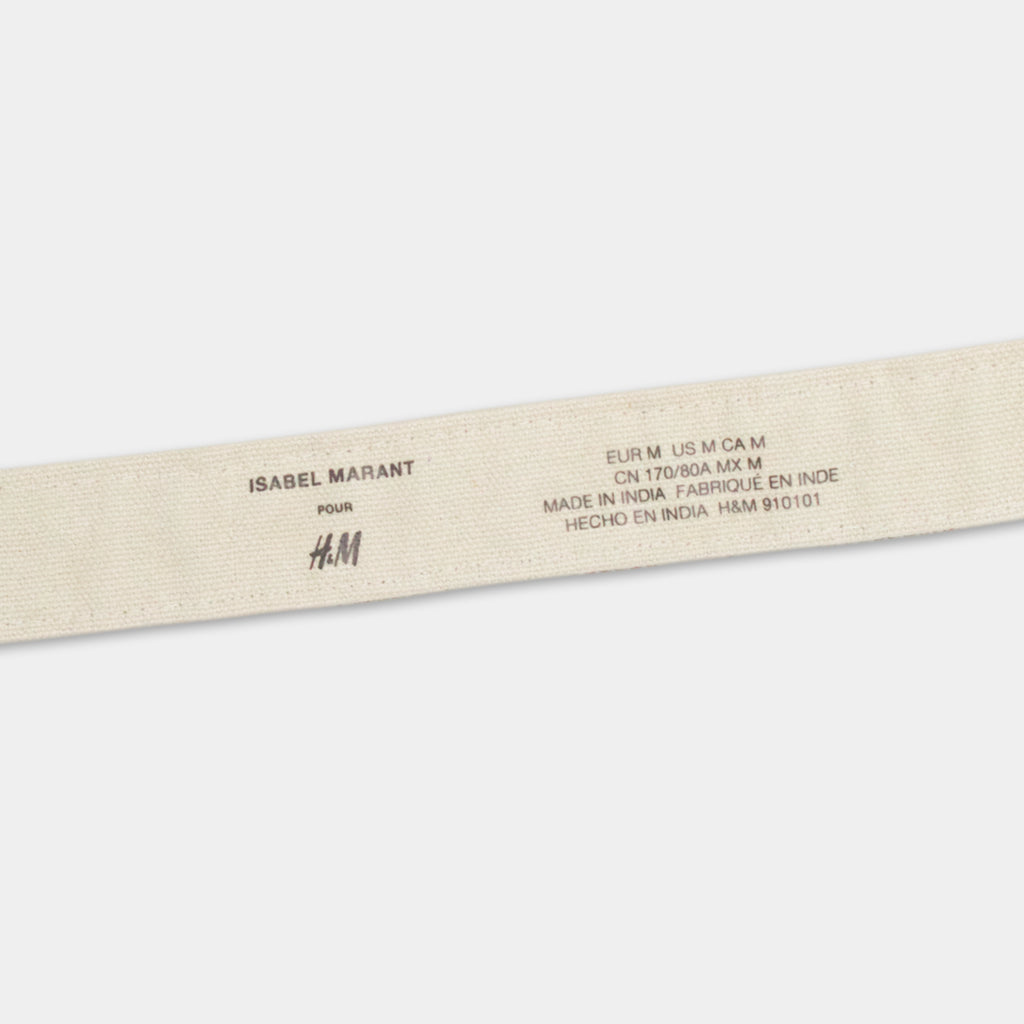 ISABEL MARANT
POUR
H&M
EUR M US M CA M
CN 170/80A MX M
MADE IN INDIA FABRIQUÉ EN INDE
HECHO EN INDIA H&M 910101